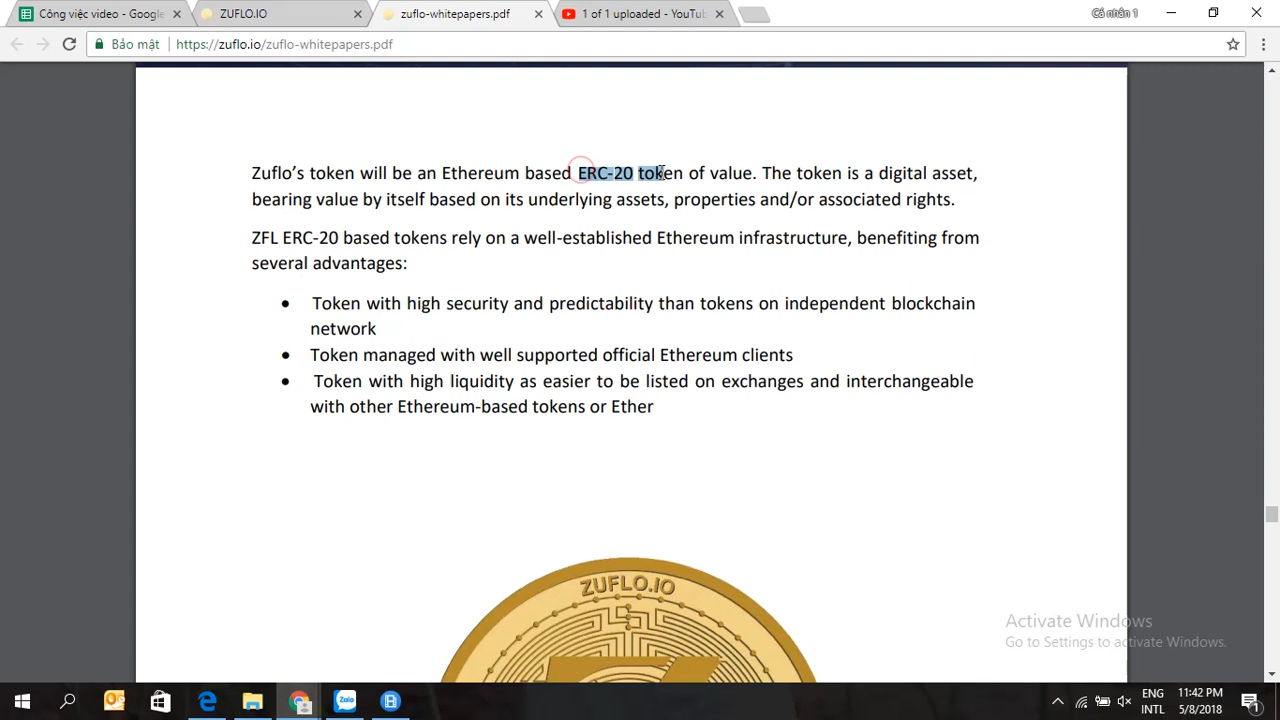 Công việc video - Google
ZUFLO.IO
zuflo-whitepapers.pdf
1 of 1 uploaded - YouTu
Cá nhân 1
Bảo mật
https://zuflo.io/zuflo-whitepapers.pdf
Zuflo’s token will be an Ethereum based ERC-20 token of value. The token is a digital asset,
bearing value by itself based on its underlying assets, properties and/or associated rights.
ZFL ERC-20 based tokens rely on a well-established Ethereum infrastructure, benefiting from
several advantages:
• Token with high security and predictability than tokens on independent blockchain
network
• Token managed with well supported official Ethereum clients
• Token with high liquidity as easier to be listed on exchanges and interchangeable
with other Ethereum-based tokens or Ether
ZUFLO.IO
Activate Windows
Go to Settings to activate Windows.
Zalo
ENG
INTL
11:42 PM
5/8/2018
1